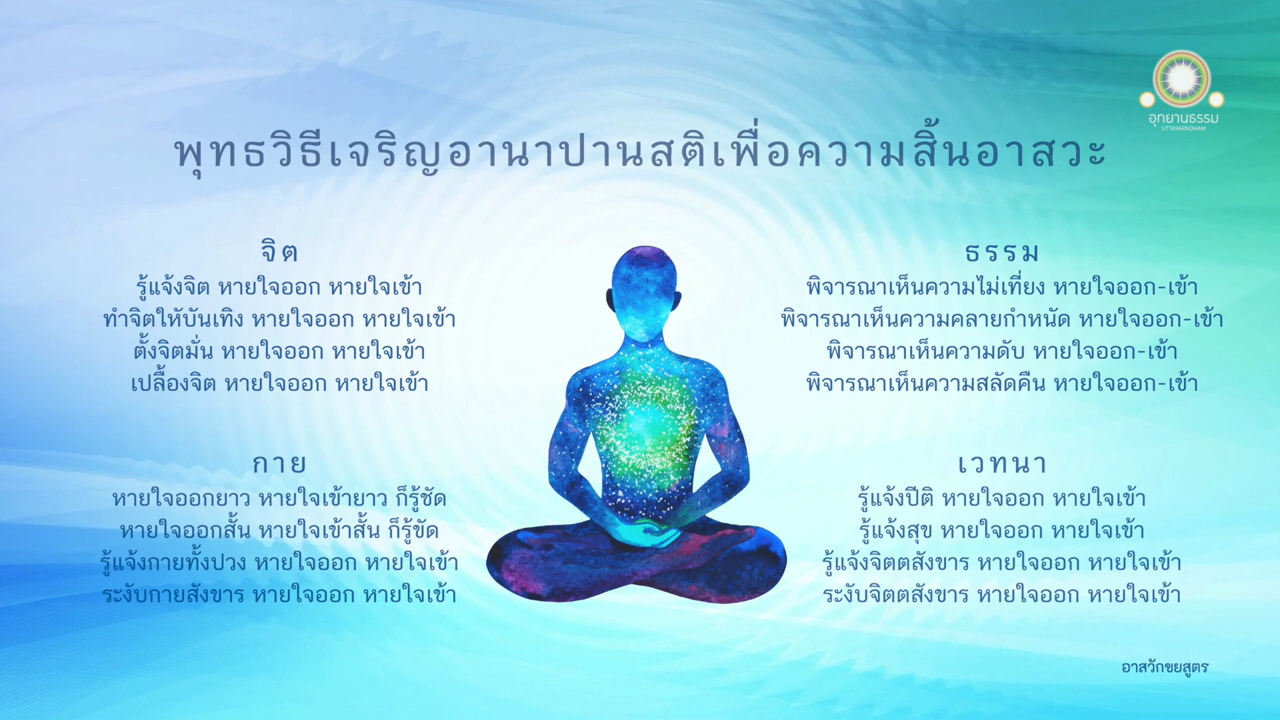 อุทยานธรรม
UTTAYARNDHAM
พุทธวิธีเจริญอานาปานสติเพื่อความสิ้นอาสวะ
จิต
รู้แจ้งจิต หายใจออก หายใจเข้า
ทำจิตให้บันเทิง หายใจออก หายใจเข้า
ตั้งจิตมั่น หายใจออก หายใจเข้า
เปลื้องจิต หายใจออก หายใจเข้า
ธรรม
พิจารณาเห็นความไม่เที่ยง หายใจออก-เข้า
พิจารณาเห็นความคลายกำหนัด หายใจออก-เข้า
พิจารณาเห็นความดับ หายใจออก-เข้า
พิจารณาเห็นความสลัดคืน หายใจออก-เข้า
กาย
หายใจออกยาว หายใจเข้ายาว ก็รู้ชัด
หายใจออกสั้น หายใจเข้าสั้น ก็รู้ชัด
รู้แจ้งกายทั้งปวง หายใจออก หายใจเข้า
ระงับกายสังขาร หายใจออก หายใจเข้า
เวทนา
รู้แจ้งปีติ หายใจออก หายใจเข้า
รู้แจ้งสุข หายใจออก หายใจเข้า
รู้แจ้งจิตตสังขาร หายใจออก หายใจเข้า
ระงับจิตตสังขาร หายใจออก หายใจเข้า
อาสวักขยสูตร